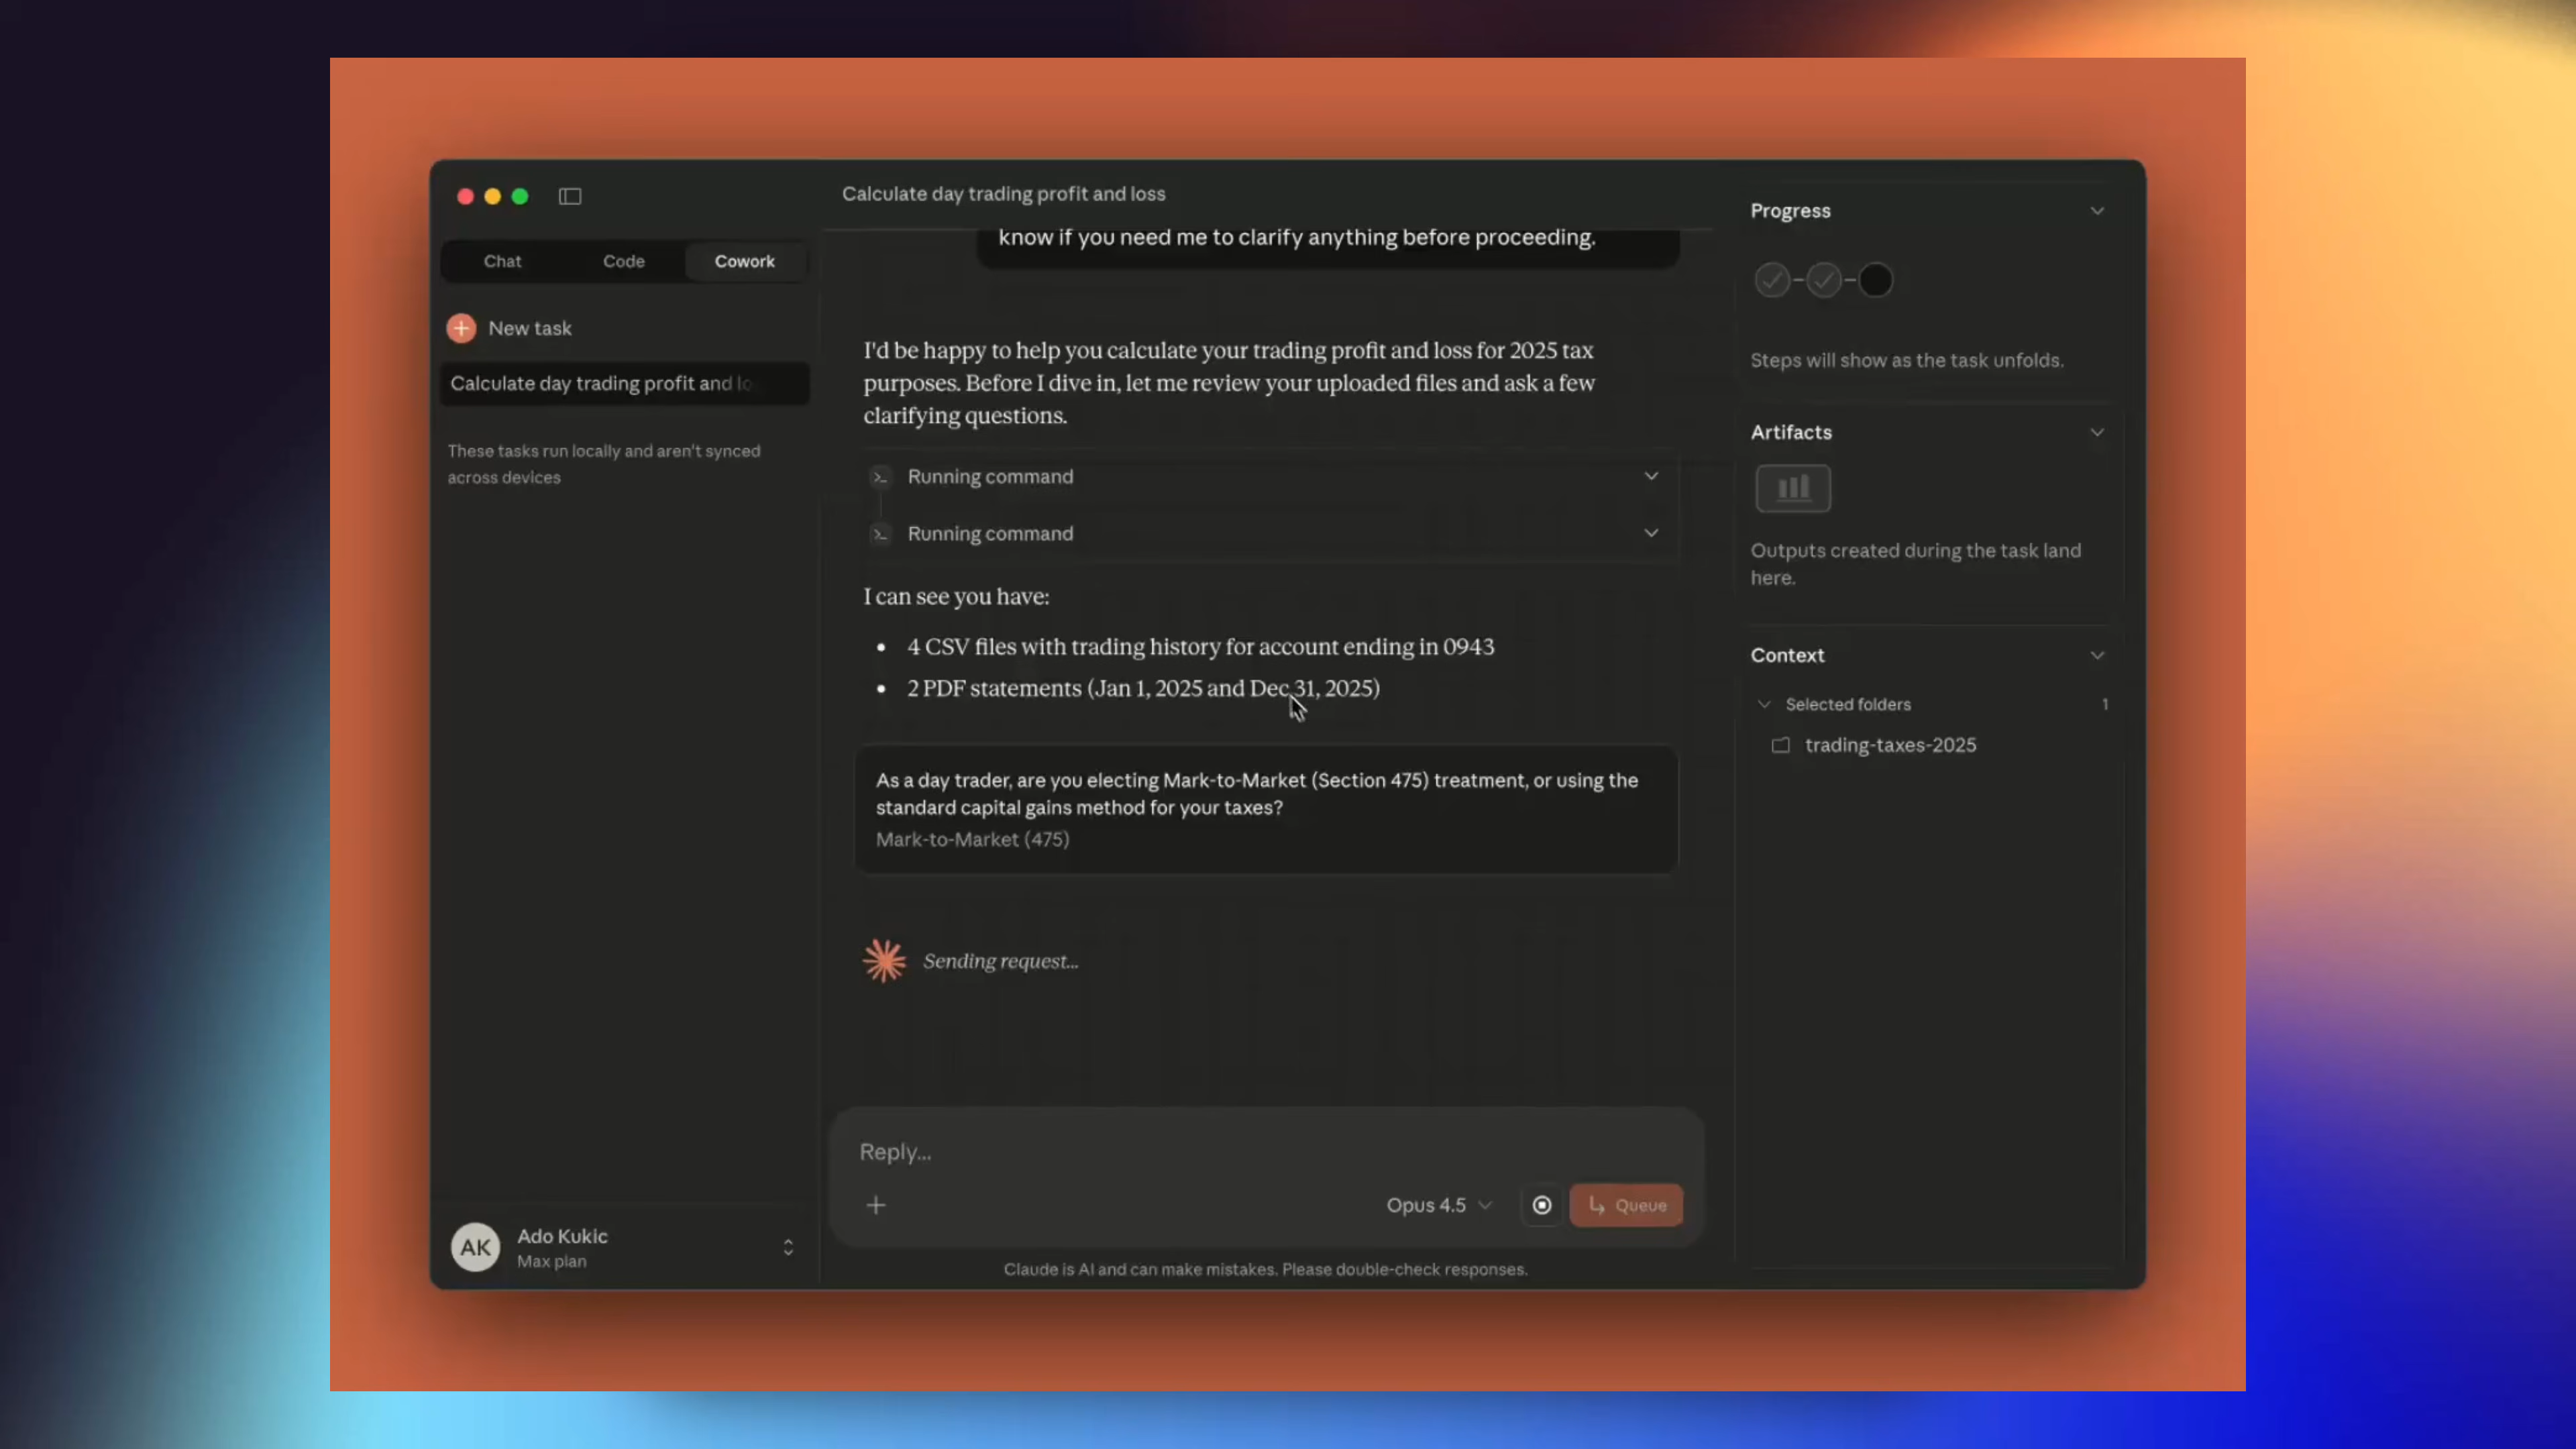 Calculate day trading profit and loss
Chat
Code
Cowork
New task
Calculate day trading profit and
These tasks run locally and aren't synced
across devices
Ado Kukic
AK
Max plan
know if you need me to clarify anything before proceeding.
I'd be happy to help you calculate your trading profit and loss for 2025 tax
purposes. Before I dive in, let me review your uploaded files and ask a few
clarifying questions.
Running command
Running command
I can see you have:
• 4 CSV files with trading history for account ending in 0943
• 2 PDF statements (Jan 1, 2025 and Dec 31, 2025)
As a day trader, are you electing Mark-to-Market (Section 475) treatment, or using the
standard capital gains method for your taxes?
Mark-to-Market (475)
Sending request...
Reply...
Opus 4.5
Queue
Claude is AI and can make mistakes. Please double-check responses.
Progress
Steps will show as the task unfolds.
Artifacts
Outputs created during the task land
here.
Context
Selected folders
1
trading-taxes-2025